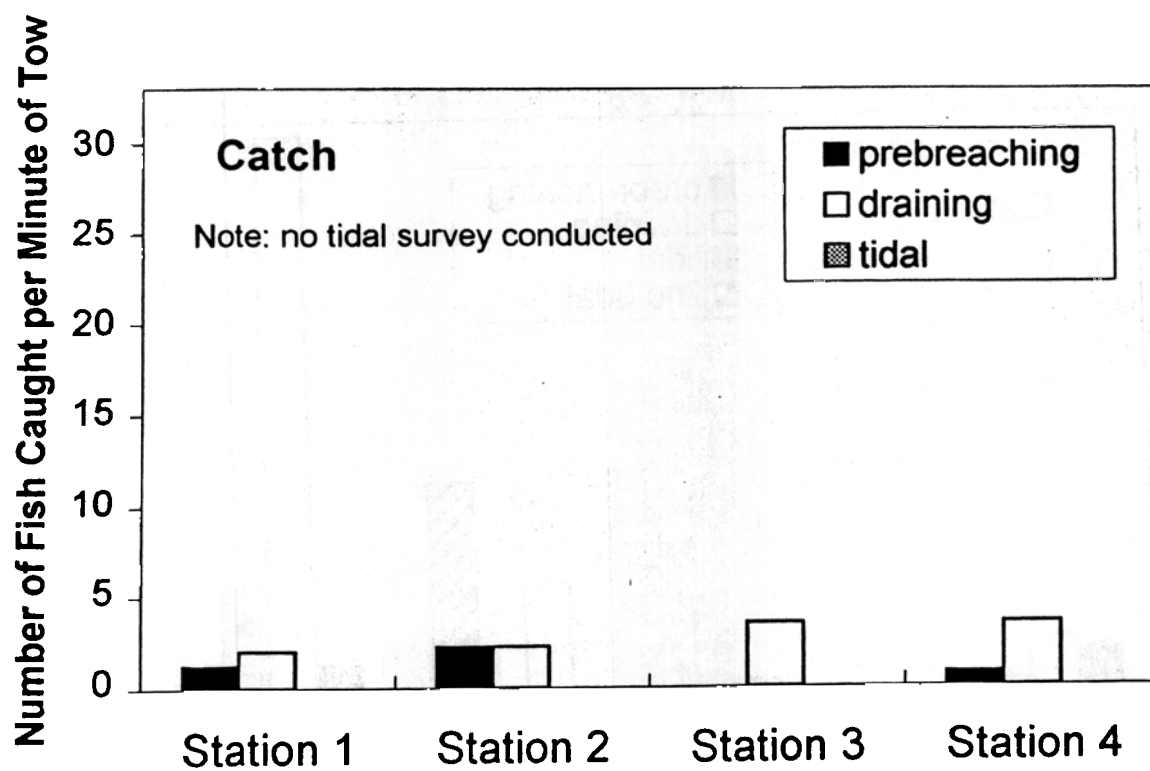 Number of Fish Caught per Minute of Tow
30
25
20
15
10
5
0
Catch
Note: no tidal survey conducted
prebreaching
draining
tidal
Station 1
Station 2
Station 3
Station 4